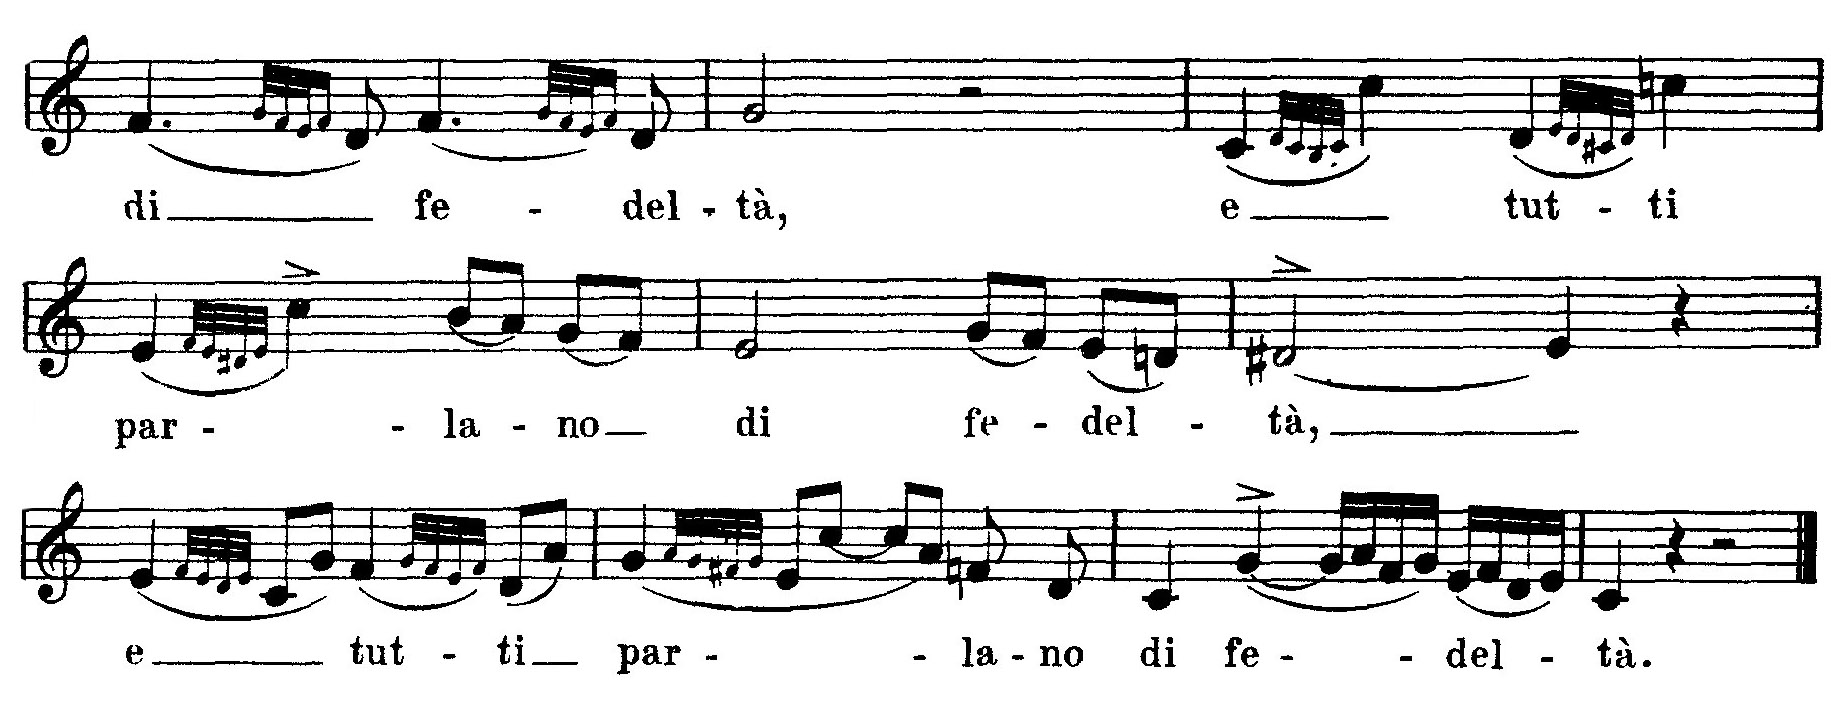 di fe - del - tà, e tut - ti
par - - la - no di fe - del - tà,
e tut - ti par - - la - no di fe - - del - tà.